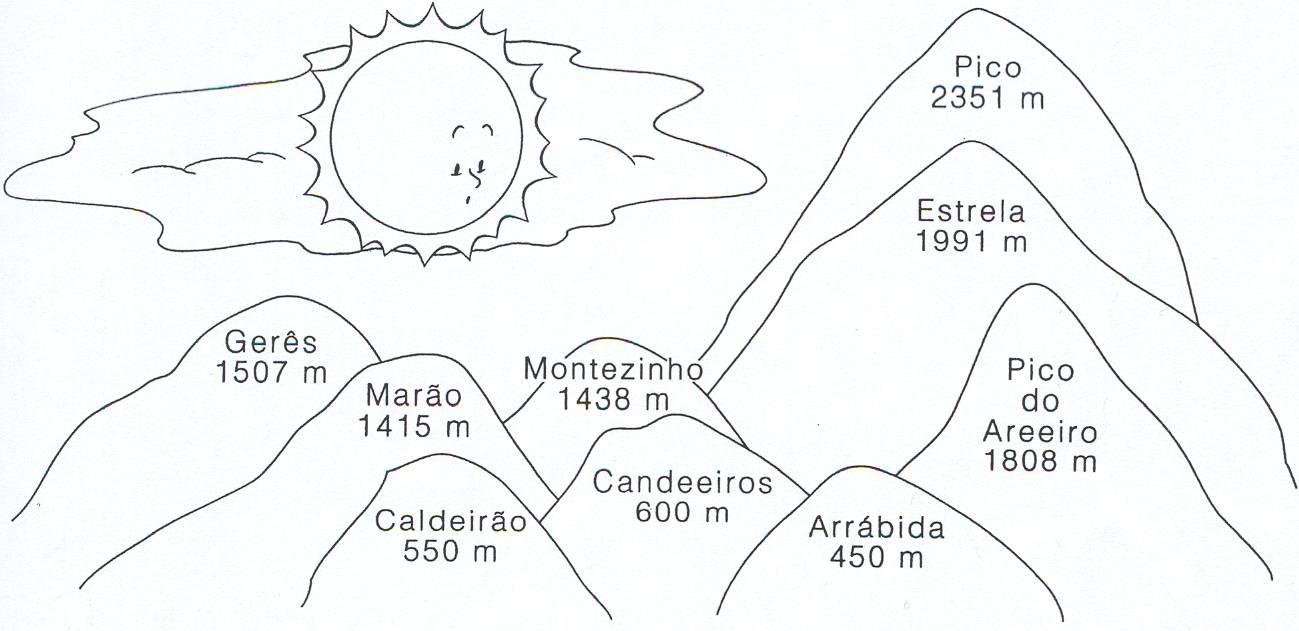 Pico
2351 m
Estrela
1991 m
Gerês
1507 m
Marão
1415 m
Montezinho
1438 m
Pico
do
Areeiro
1808 m
Candeeiros
600 m
Caldeirão
550 m
Arrábida
450 m